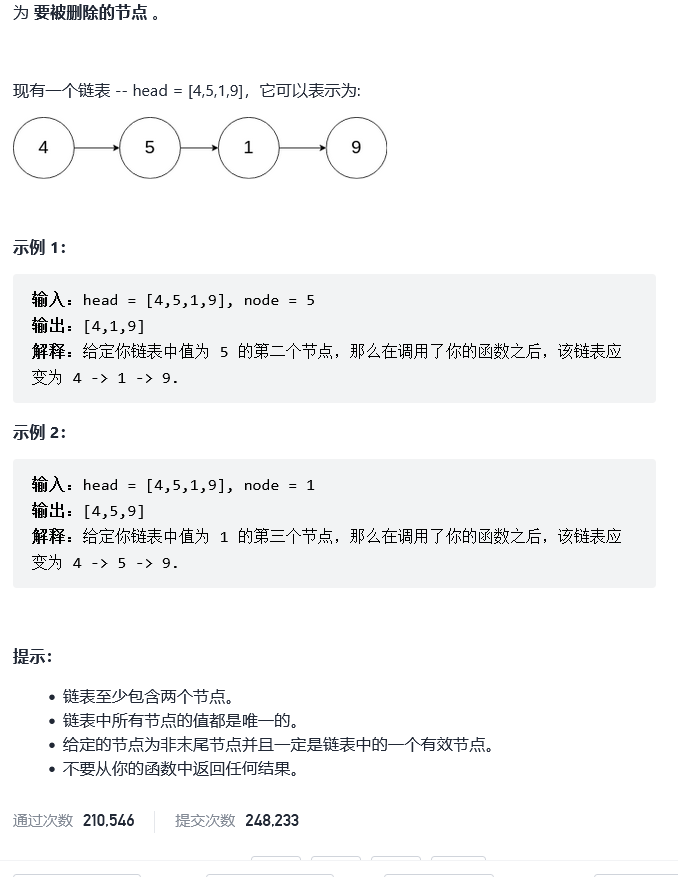 为 要被删除的节点 。
现有一个链表 -- head = [4,5,1,9]，它可以表示为:
4 5 1 9
示例 1：
输入：head = [4,5,1,9], node = 5
输出：[4,1,9]
解释：给定你链表中值为 5 的第二个节点，那么在调用了你的函数之后，该链表应
变为 4 -> 1 -> 9.
示例 2：
输入：head = [4,5,1,9], node = 1
输出：[4,5,9]
解释：给定你链表中值为 1 的第三个节点，那么在调用了你的函数之后，该链表应
变为 4 -> 5 -> 9.
提示：
• 链表至少包含两个节点。
• 链表中所有节点的值都是唯一的。
• 给定的节点为非末尾节点并且一定是链表中的一个有效节点。
• 不要从你的函数中返回任何结果。
通过次数 210,546 提交次数 248,233